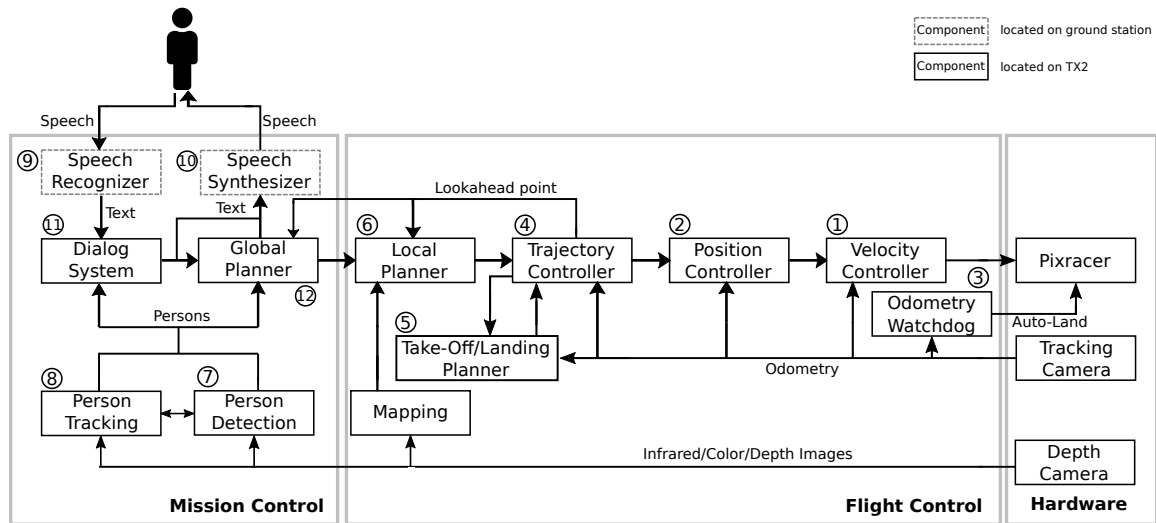 Component located on ground station
Component located on TX2
Speech Speech
⑨ Speech Recognizer
⑩ Speech Synthesizer
Text Text
Lookahead point
⑪ Dialog System
Global Planner ⑫
⑥ Local Planner
④ Trajectory Controller
② Position Controller
① Velocity Controller
Pixracer
③ Odometry Watchdog
Auto-Land
Persons
⑤ Take-Off/Landing Planner
Odometry
Tracking Camera
⑧ Person Tracking
⑦ Person Detection
Mapping
Infrared/Color/Depth Images
Depth Camera
Mission Control
Flight Control
Hardware